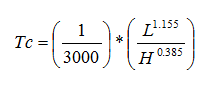 Tc = (1/3000) * (L^1.155 / H^0.385)